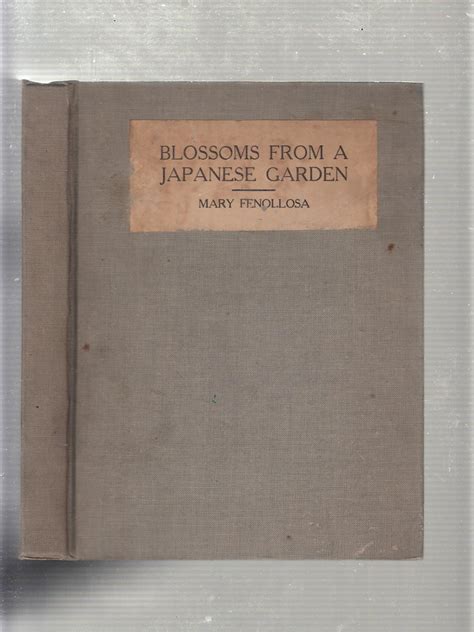 BLOSSOMS FROM A
JAPANESE GARDEN
MARY FENOLLOSA